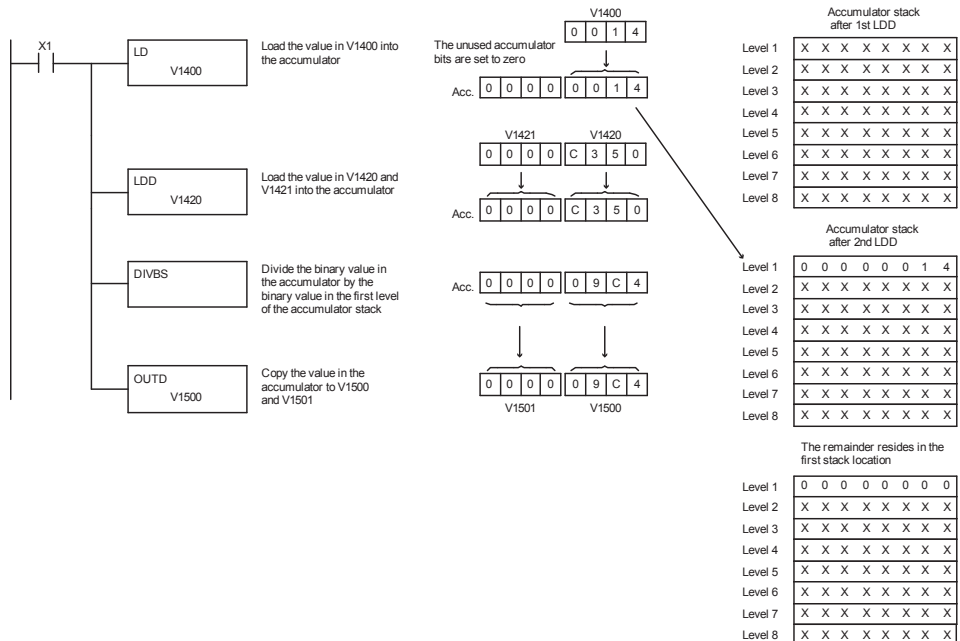 X1
LD
V1400
Load the value in V1400 into
the accumulator
LDD
V1420
Load the value in V1420 and
V1421 into the accumulator
DIVBS
Divide the binary value in
the accumulator by the
binary value in the first level
of the accumulator stack
OUTD
V1500
Copy the value in the
accumulator to V1500
and V1501
V1400
0 0 1 4
The unused accumulator
bits are set to zero
Acc. 0 0 0 0 0 0 1 4
V1421 V1420
0 0 0 0 C 3 5 0
Acc. 0 0 0 0 C 3 5 0
Acc. 0 0 0 0 0 9 C 4
0 0 0 0 0 9 C 4
V1501 V1500
Accumulator stack
after 1st LDD
Level 1 X X X X X X X X
Level 2 X X X X X X X X
Level 3 X X X X X X X X
Level 4 X X X X X X X X
Level 5 X X X X X X X X
Level 6 X X X X X X X X
Level 7 X X X X X X X X
Level 8 X X X X X X X X
Accumulator stack
after 2nd LDD
Level 1 0 0 0 0 0 0 1 4
Level 2 X X X X X X X X
Level 3 X X X X X X X X
Level 4 X X X X X X X X
Level 5 X X X X X X X X
Level 6 X X X X X X X X
Level 7 X X X X X X X X
Level 8 X X X X X X X X
The remainder resides in the
first stack location
Level 1 0 0 0 0 0 0 0 0
Level 2 X X X X X X X X
Level 3 X X X X X X X X
Level 4 X X X X X X X X
Level 5 X X X X X X X X
Level 6 X X X X X X X X
Level 7 X X X X X X X X
Level 8 X X X X X X X X